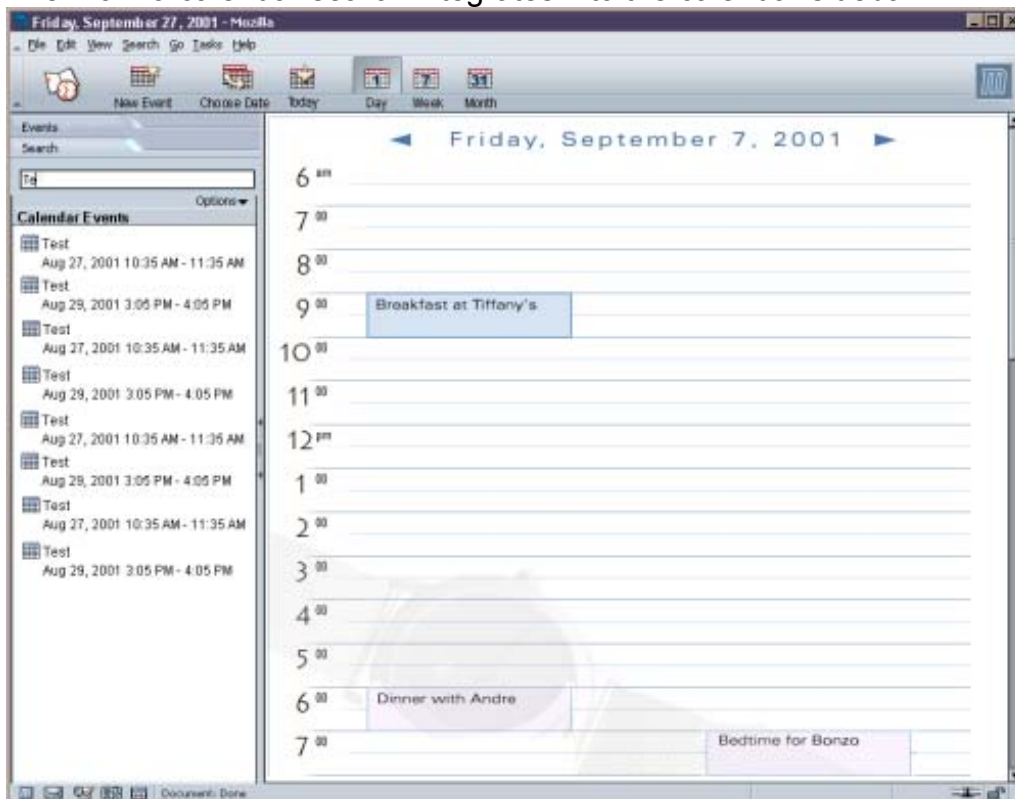 Friday, September 27, 2001 - Mozilla
File Edit View Search Go Tasks Help
New Event Choose Date Today Day Week Month
1 7 31
Events
Search
Te
Options
Calendar Events
Test
Aug 27, 2001 10:35 AM - 11:35 AM
Test
Aug 29, 2001 3:05 PM - 4:05 PM
Test
Aug 27, 2001 10:35 AM - 11:35 AM
Test
Aug 29, 2001 3:05 PM - 4:05 PM
Test
Aug 27, 2001 10:35 AM - 11:35 AM
Test
Aug 29, 2001 3:05 PM - 4:05 PM
Test
Aug 27, 2001 10:35 AM - 11:35 AM
Test
Aug 29, 2001 3:05 PM - 4:05 PM
Friday, September 7, 2001
6 am
7 00
8 00
9 00 Breakfast at Tiffany's
10 00
11 00
12 pm
1 00
2 00
3 00
4 00
5 00
6 00 Dinner with Andre
7 00 Bedtime for Bonzo
Document: Done